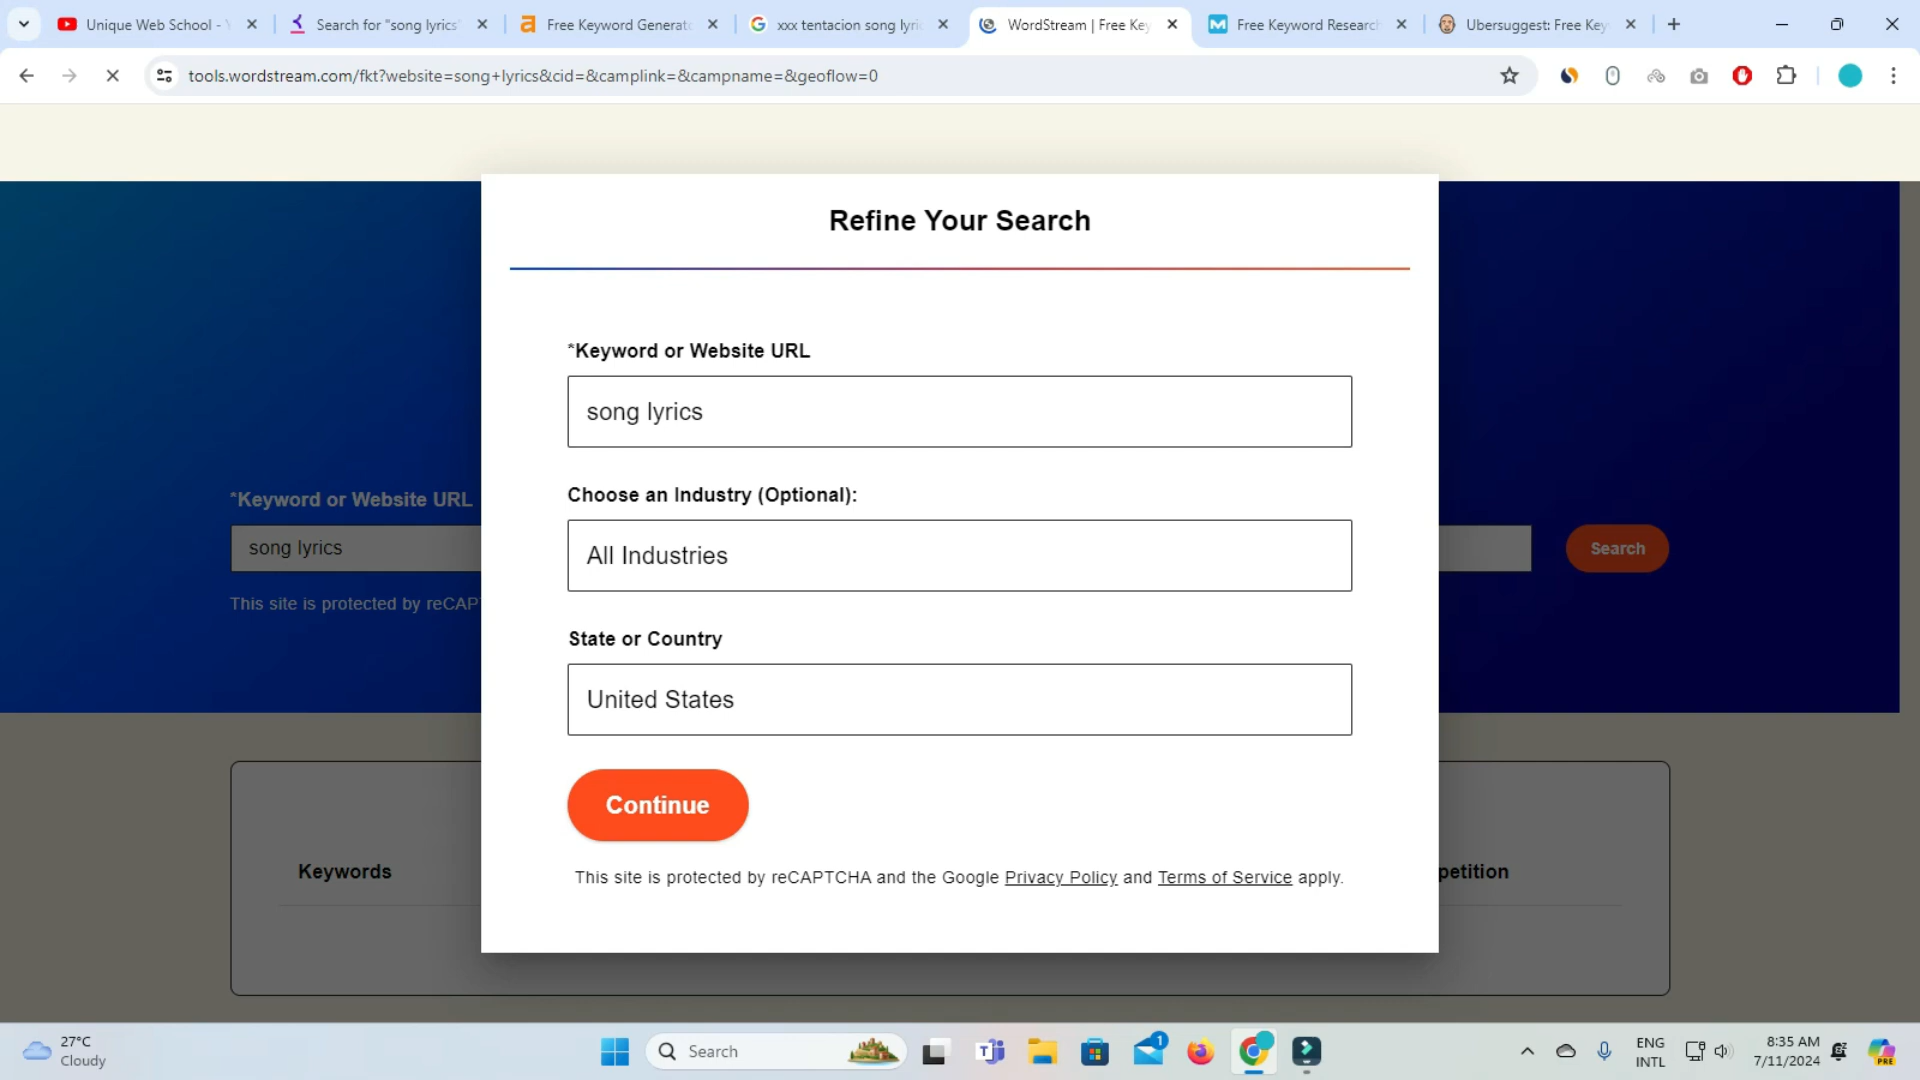 Unique Web School - Y
Search for "song lyrics"
Free Keyword Generato
xxx tentacion song lyric
WordStream | Free Key
Free Keyword Research
Ubersuggest: Free Key
tools.wordstream.com/fkt?website=song+lyrics&cid=&camplink=&campname=&geoflow=0
Refine Your Search
*Keyword or Website URL
song lyrics
Choose an Industry (Optional):
All Industries
State or Country
United States
Continue
This site is protected by reCAPTCHA and the Google Privacy Policy and Terms of Service apply.
*Keyword or Website URL
song lyrics
Search
This site is protected by reCAPT
Keywords
petition
27°C
Cloudy
Search
1
ENG
INTL
8:35 AM
7/11/2024
PRE